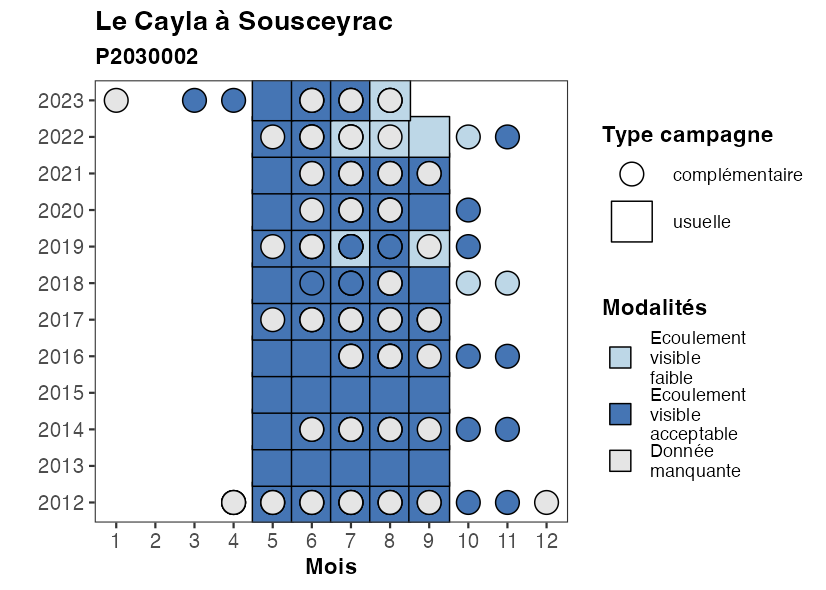 Le Cayla à Sousceyrac
P2030002
2023
2022
2021
2020
2019
2018
2017
2016
2015
2014
2013
2012
1 2 3 4 5 6 7 8 9 10 11 12
Mois
Type campagne
complémentaire
usuelle
Modalités
Ecoulement
visible
faible
Ecoulement
visible
acceptable
Donnée
manquante